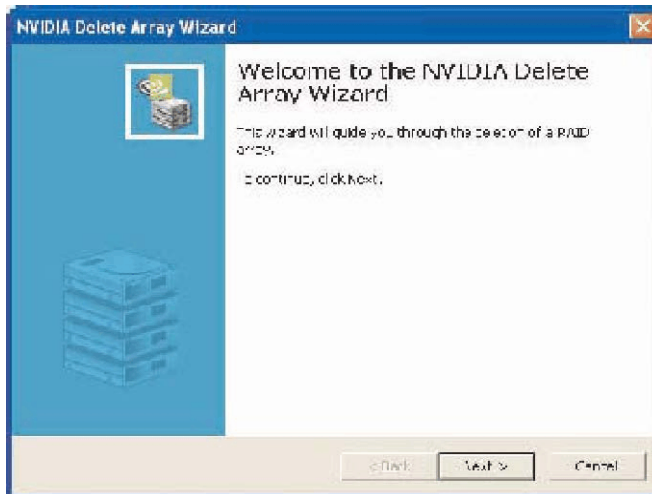 NVIDIA Delete Array Wizard
Welcome to the NVIDIA Delete
Array Wizard
This wizard will guide you through the deletion of a RAID
array.
To continue, click Next.
< Back
Next >
Cancel